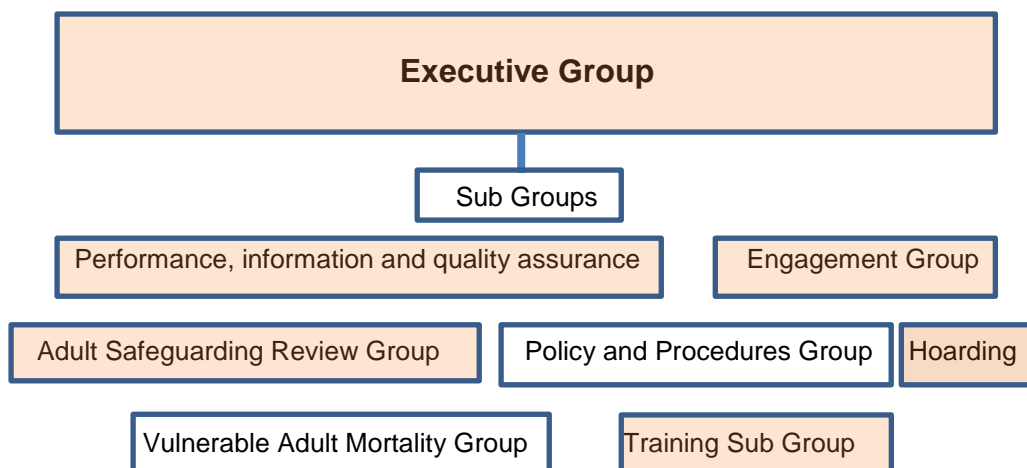 Executive Group
Sub Groups
Performance, information and quality assurance
Engagement Group
Adult Safeguarding Review Group
Policy and Procedures Group
Hoarding
Vulnerable Adult Mortality Group
Training Sub Group